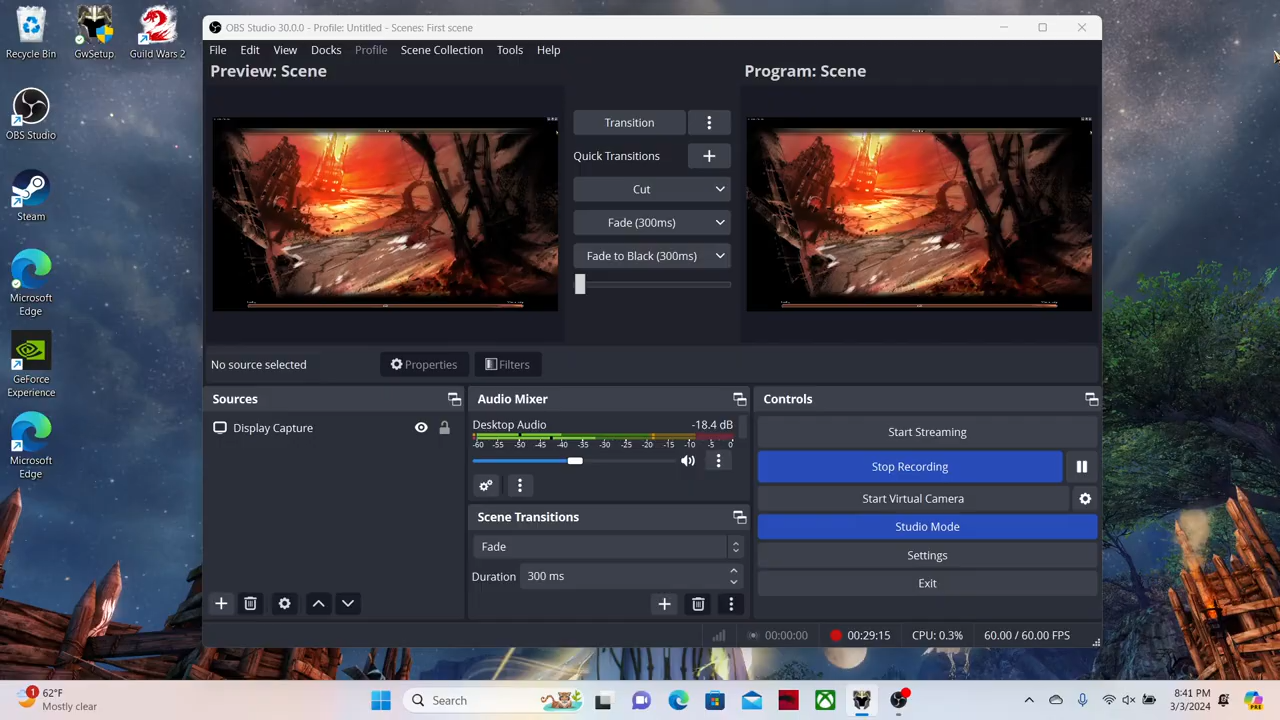 OBS Studio 30.0.0 - Profile: Untitled - Scenes: First scene
File Edit View Docks Profile Scene Collection Tools Help
Preview: Scene
Program: Scene
Transition
Quick Transitions
Cut
Fade (300ms)
Fade to Black (300ms)
No source selected
Properties
Filters
Sources
Display Capture
Audio Mixer
Desktop Audio -18.4 dB
-60 -55 -50 -45 -40 -35 -30 -25 -20 -15 -10 -5 0
Scene Transitions
Fade
Duration 300 ms
Controls
Start Streaming
Stop Recording
Start Virtual Camera
Studio Mode
Settings
Exit
00:00:00
00:29:15
CPU: 0.3%
60.00 / 60.00 FPS
Recycle Bin
GwSetup
Guild Wars 2
OBS Studio
Steam
Microsoft
Edge
GeForce
Experience
Microsoft
Edge
1
62°F
Mostly clear
Search
8:41 PM
3/3/2024
PRE